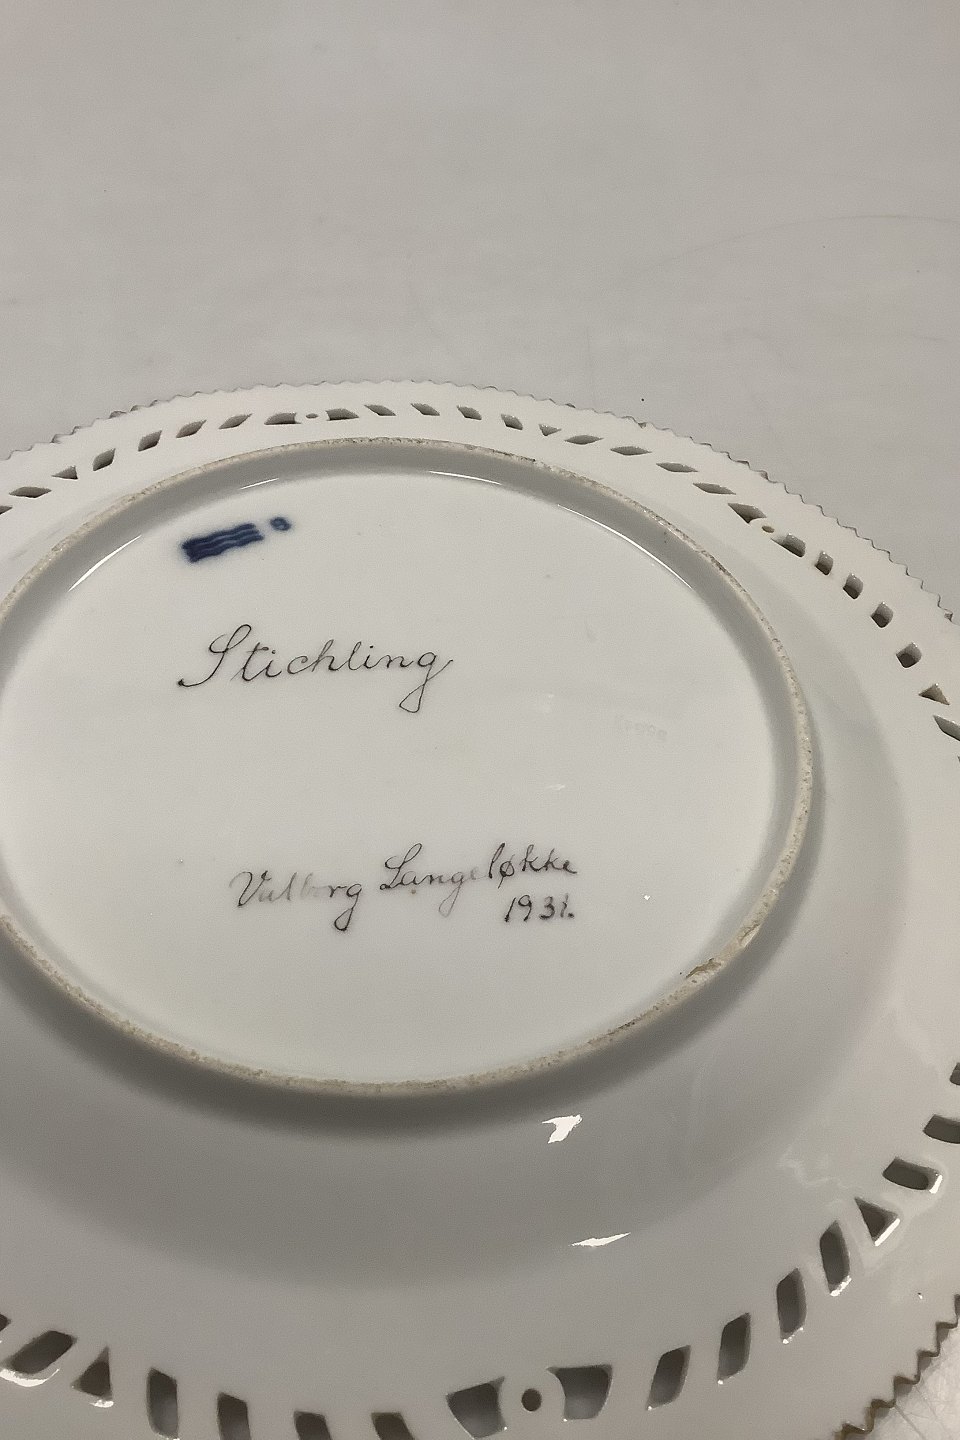 Stichling
Valborg Langeløkke
1931.